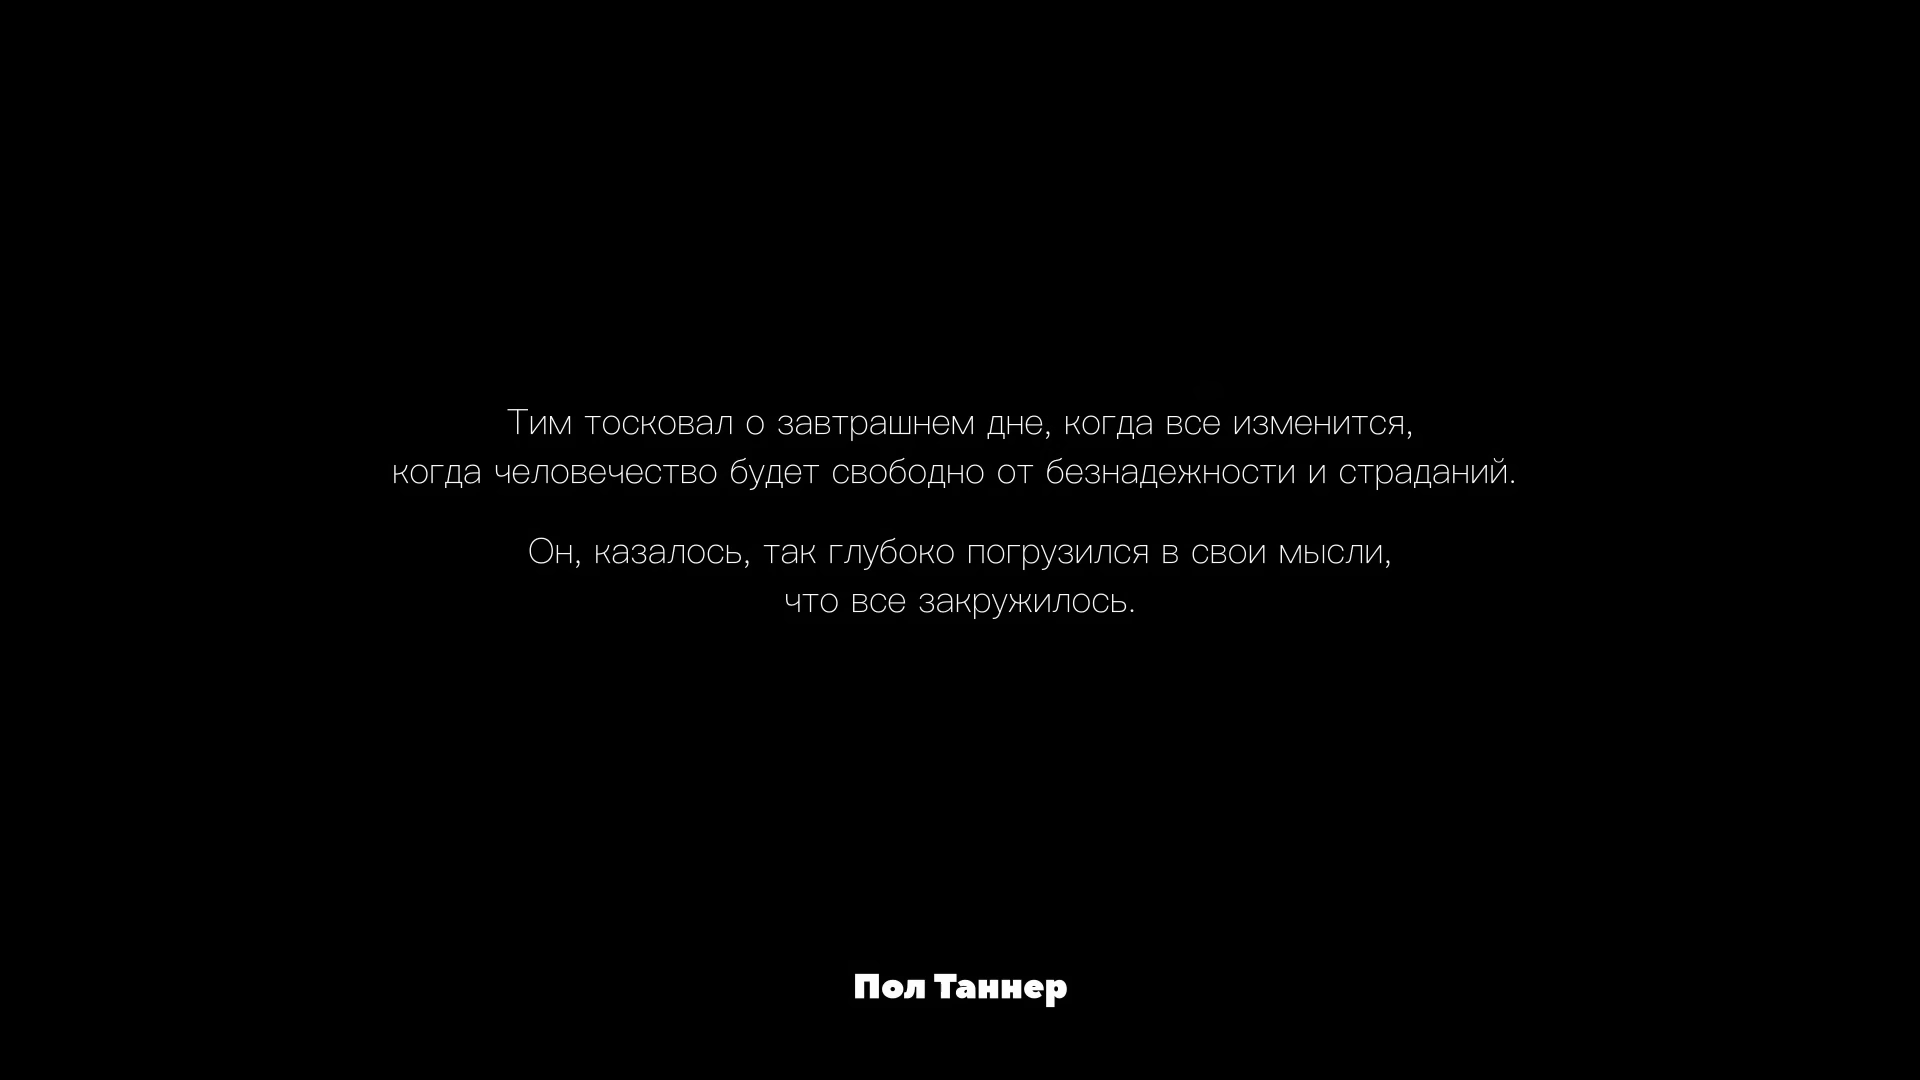 Тим тосковал о завтрашнем дне, когда все изменится,
когда человечество будет свободно от безнадежности и страданий.
Он, казалось, так глубоко погрузился в свои мысли,
что все закружилось.
Пол Таннер